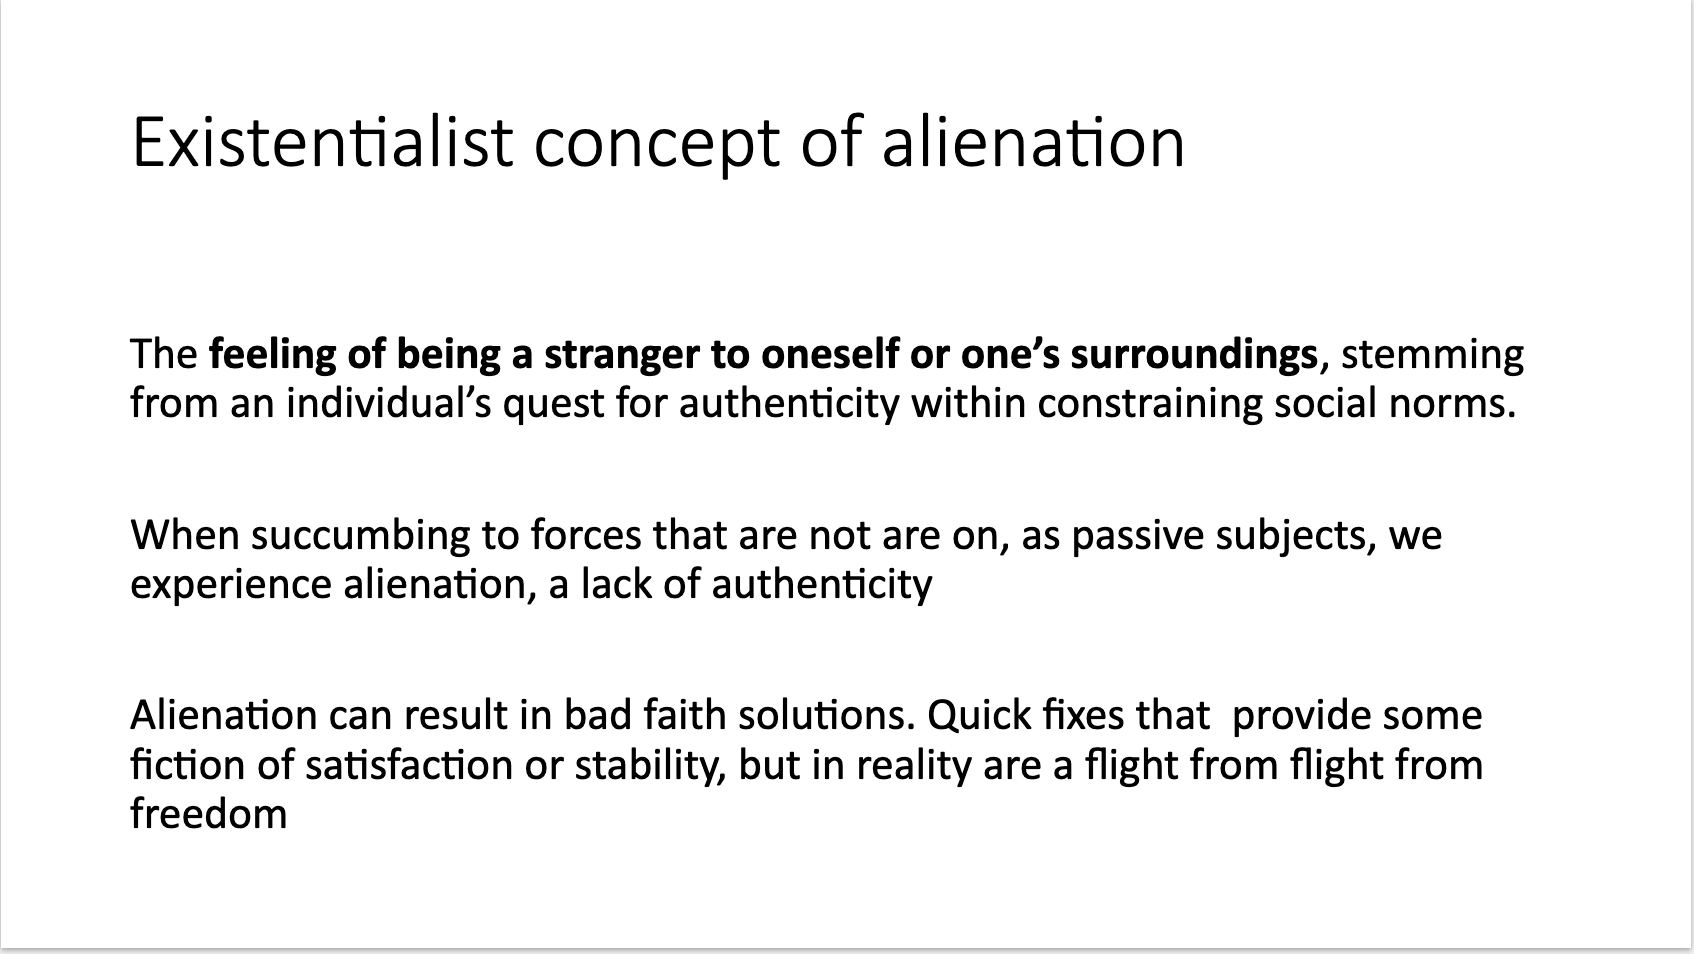 Existentialist concept of alienation
The feeling of being a stranger to oneself or one’s surroundings, stemming
from an individual’s quest for authenticity within constraining social norms.
When succumbing to forces that are not are on, as passive subjects, we
experience alienation, a lack of authenticity
Alienation can result in bad faith solutions. Quick fixes that  provide some
fiction of satisfaction or stability, but in reality are a flight from flight from
freedom